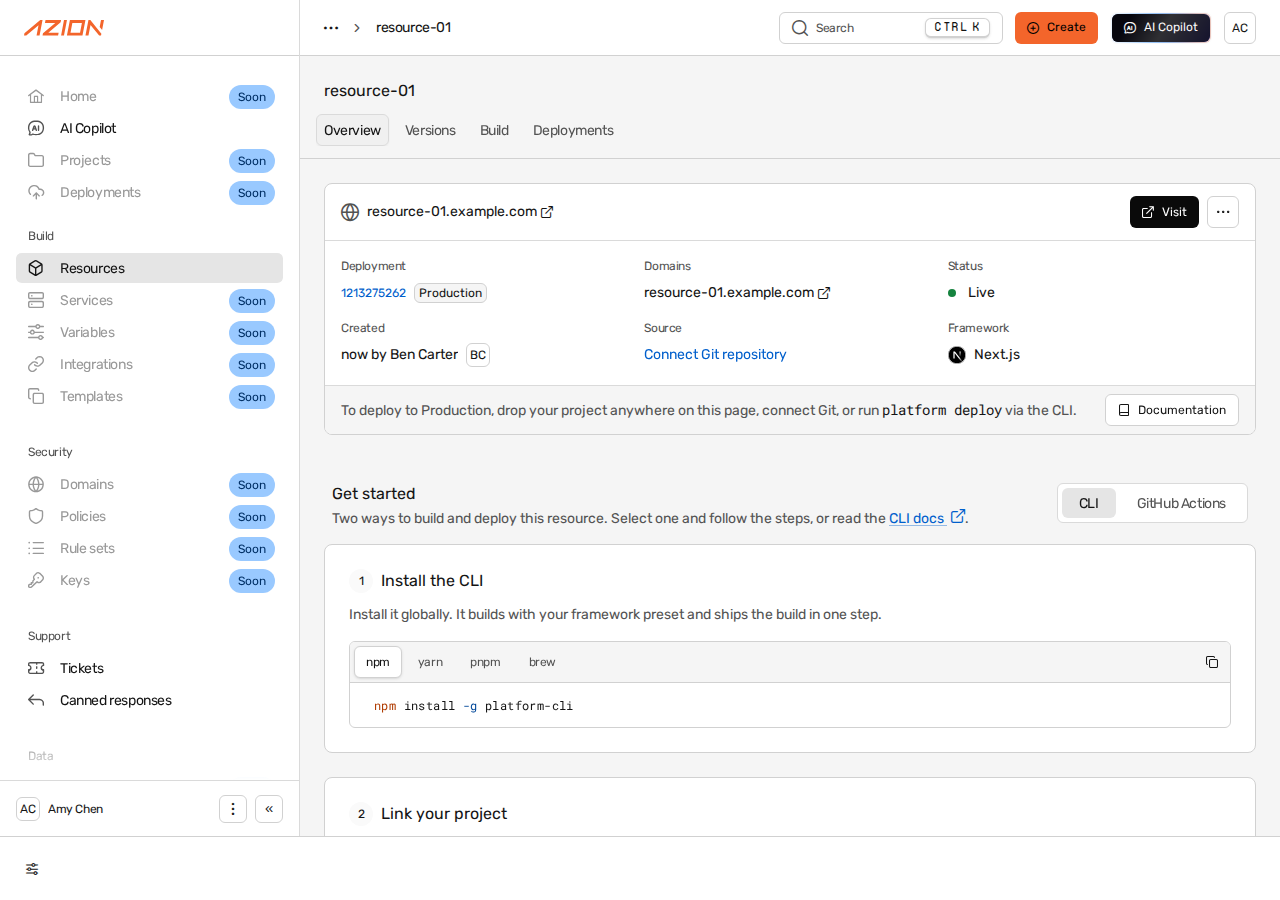 AZION
resource-01
Search
CTRL K
Create
AI Copilot
AC
Home
Soon
AI Copilot
Projects
Soon
Deployments
Soon
Build
Resources
Services
Soon
Variables
Soon
Integrations
Soon
Templates
Soon
Security
Domains
Soon
Policies
Soon
Rule sets
Soon
Keys
Soon
Support
Tickets
Canned responses
Data
AC
Amy Chen
resource-01
Overview
Versions
Build
Deployments
resource-01.example.com
Visit
Deployment
Domains
Status
1213275262
Production
resource-01.example.com
Live
Created
Source
Framework
now by Ben Carter
BC
Connect Git repository
Next.js
To deploy to Production, drop your project anywhere on this page, connect Git, or run platform deploy via the CLI.
Documentation
Get started
Two ways to build and deploy this resource. Select one and follow the steps, or read the CLI docs .
CLI
GitHub Actions
1
Install the CLI
Install it globally. It builds with your framework preset and ships the build in one step.
npm
yarn
pnpm
brew
npm install -g platform-cli
2
Link your project